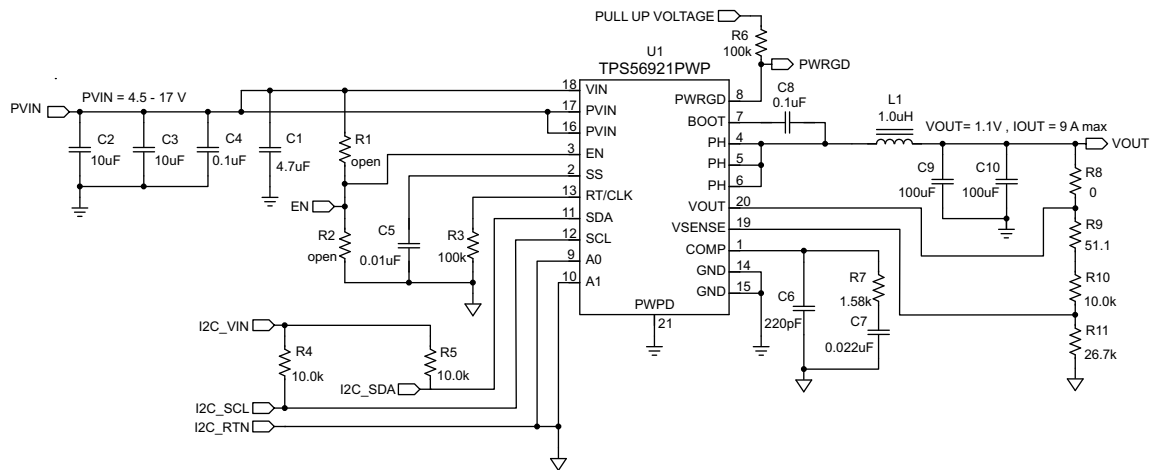 PULL UP VOLTAGE
R6
100k
U1
TPS56921PWP
PWRGD
PVIN
PVIN = 4.5 - 17 V
C2
10uF
C3
10uF
C4
0.1uF
C1
4.7uF
R1
open
EN
R2
open
C5
0.01uF
R3
100k
18
VIN
17
PVIN
16
PVIN
3
EN
2
SS
13
RT/CLK
11
SDA
12
SCL
9
A0
10
A1
8
PWRGD
7
BOOT
4
PH
5
PH
6
PH
20
VOUT
19
VSENSE
1
COMP
14
GND
15
GND
PWPD
21
C8
0.1uF
L1
1.0uH
VOUT= 1.1V , IOUT = 9 A max
VOUT
C9
100uF
C10
100uF
R8
0
R9
51.1
R10
10.0k
R11
26.7k
R7
1.58k
C6
220pF
C7
0.022uF
I2C_VIN
R4
10.0k
R5
10.0k
I2C_SDA
I2C_SCL
I2C_RTN